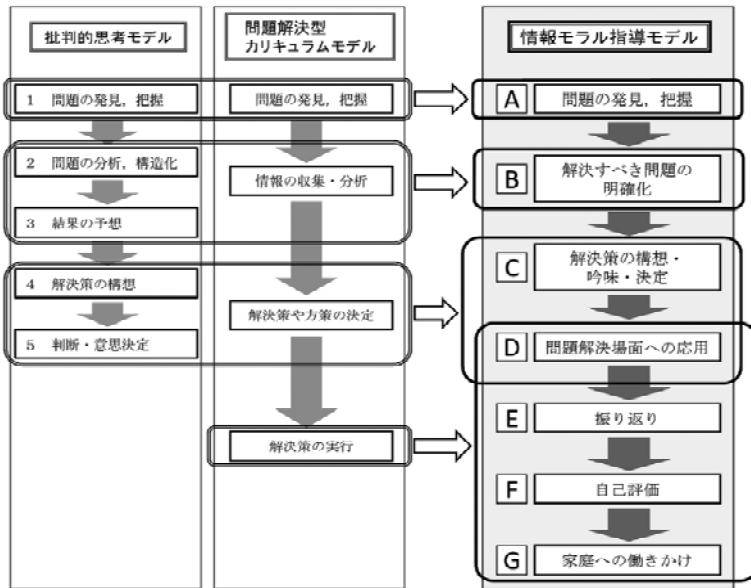 批判的思考モデル
1 問題の発見，把握
2 問題の分析，構造化
3 結果の予想
4 解決策の構想
5 判断・意思決定
問題解決型
カリキュラムモデル
問題の発見，把握
情報の収集・分析
解決策や方策の決定
解決策の実行
情報モラル指導モデル
A 問題の発見，把握
B 解決すべき問題の
明確化
C 解決策の構想・
吟味・決定
D 問題解決場面への応用
E 振り返り
F 自己評価
G 家庭への働きかけ